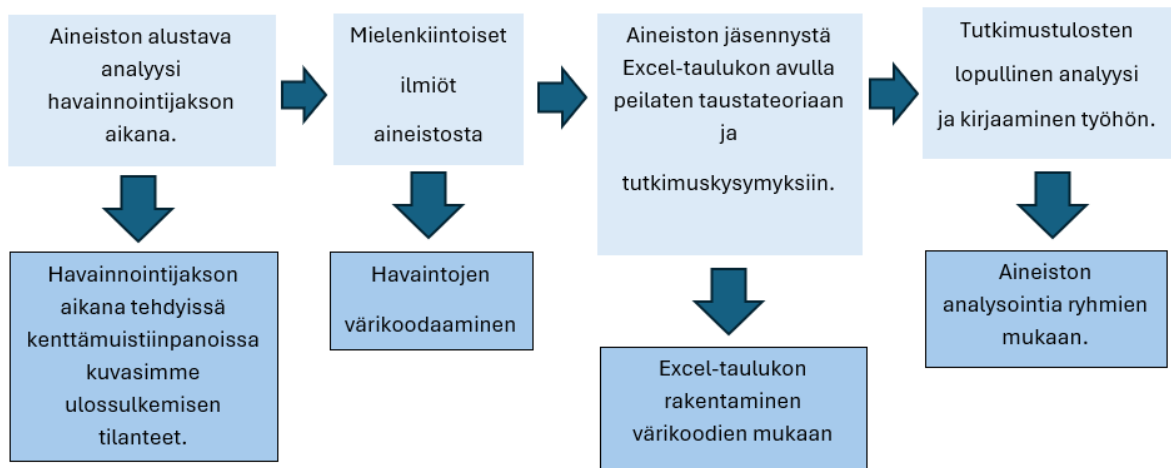 Aineiston alustava
analyysi
havainnointijakson
aikana.
Mielenkiintoiset
ilmiöt
aineistosta
Aineiston jäsennystä
Excel-taulukon avulla
peilaten taustateoriaan
ja
tutkimuskysymyksiin.
Tutkimustulosten
lopullinen analyysi
ja kirjaaminen työhön.
Havainnointijakson
aikana tehdyissä
kenttämuistiinpanoissa
kuvasimme
ulossulkemisen
tilanteet.
Havaintojen
värikoodaaminen
Excel-taulukon
rakentaminen
värikoodien mukaan
Aineiston
analysointia ryhmien
mukaan.